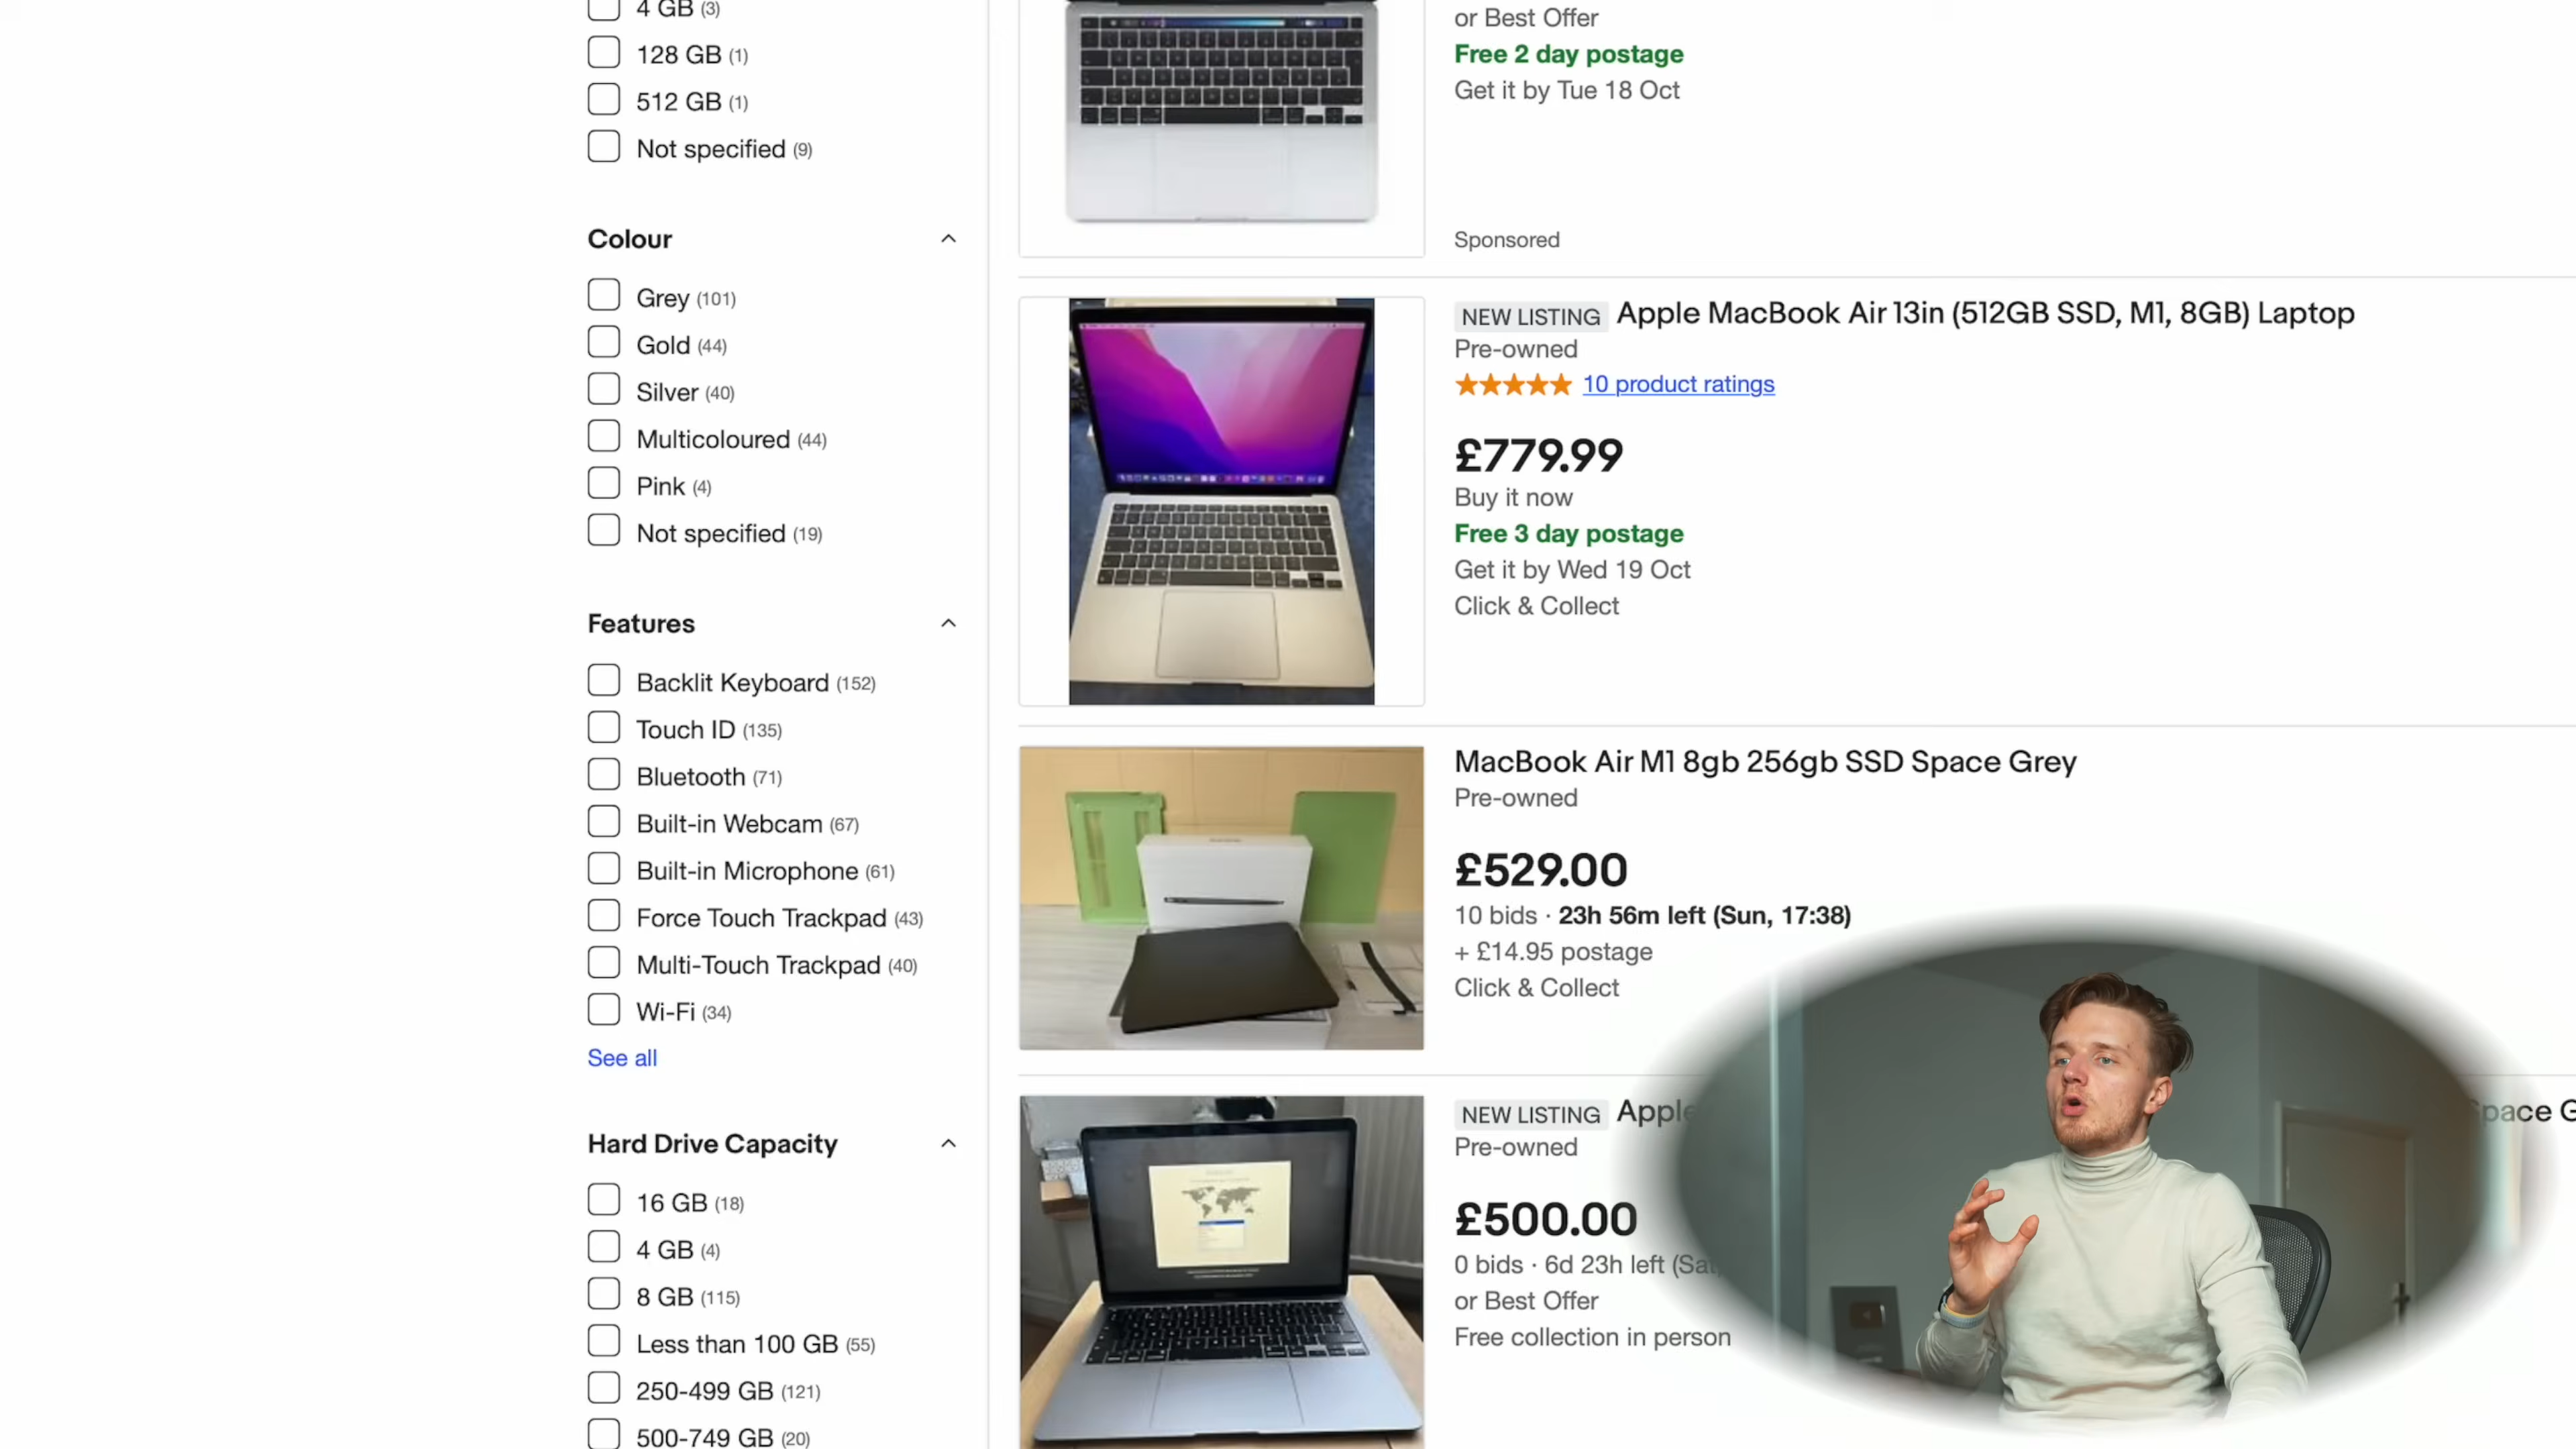 4 GB (3)
128 GB (1)
512 GB (1)
Not specified (9)
Colour
Grey (101)
Gold (44)
Silver (40)
Multicoloured (44)
Pink (4)
Not specified (19)
Features
Backlit Keyboard (152)
Touch ID (135)
Bluetooth (71)
Built-in Webcam (67)
Built-in Microphone (61)
Force Touch Trackpad (43)
Multi-Touch Trackpad (40)
Wi-Fi (34)
See all
Hard Drive Capacity
16 GB (18)
4 GB (4)
8 GB (115)
Less than 100 GB (55)
250-499 GB (121)
500-749 GB (20)
or Best Offer
Free 2 day postage
Get it by Tue 18 Oct
Sponsored
NEW LISTING Apple MacBook Air 13in (512GB SSD, M1, 8GB) Laptop
Pre-owned
10 product ratings
£779.99
Buy it now
Free 3 day postage
Get it by Wed 19 Oct
Click & Collect
MacBook Air M1 8gb 256gb SSD Space Grey
Pre-owned
£529.00
10 bids · 23h 56m left (Sun, 17:38)
+ £14.95 postage
Click & Collect
NEW LISTING Apple
Pre-owned
£500.00
0 bids · 6d 23h left (Sat,
or Best Offer
Free collection in person